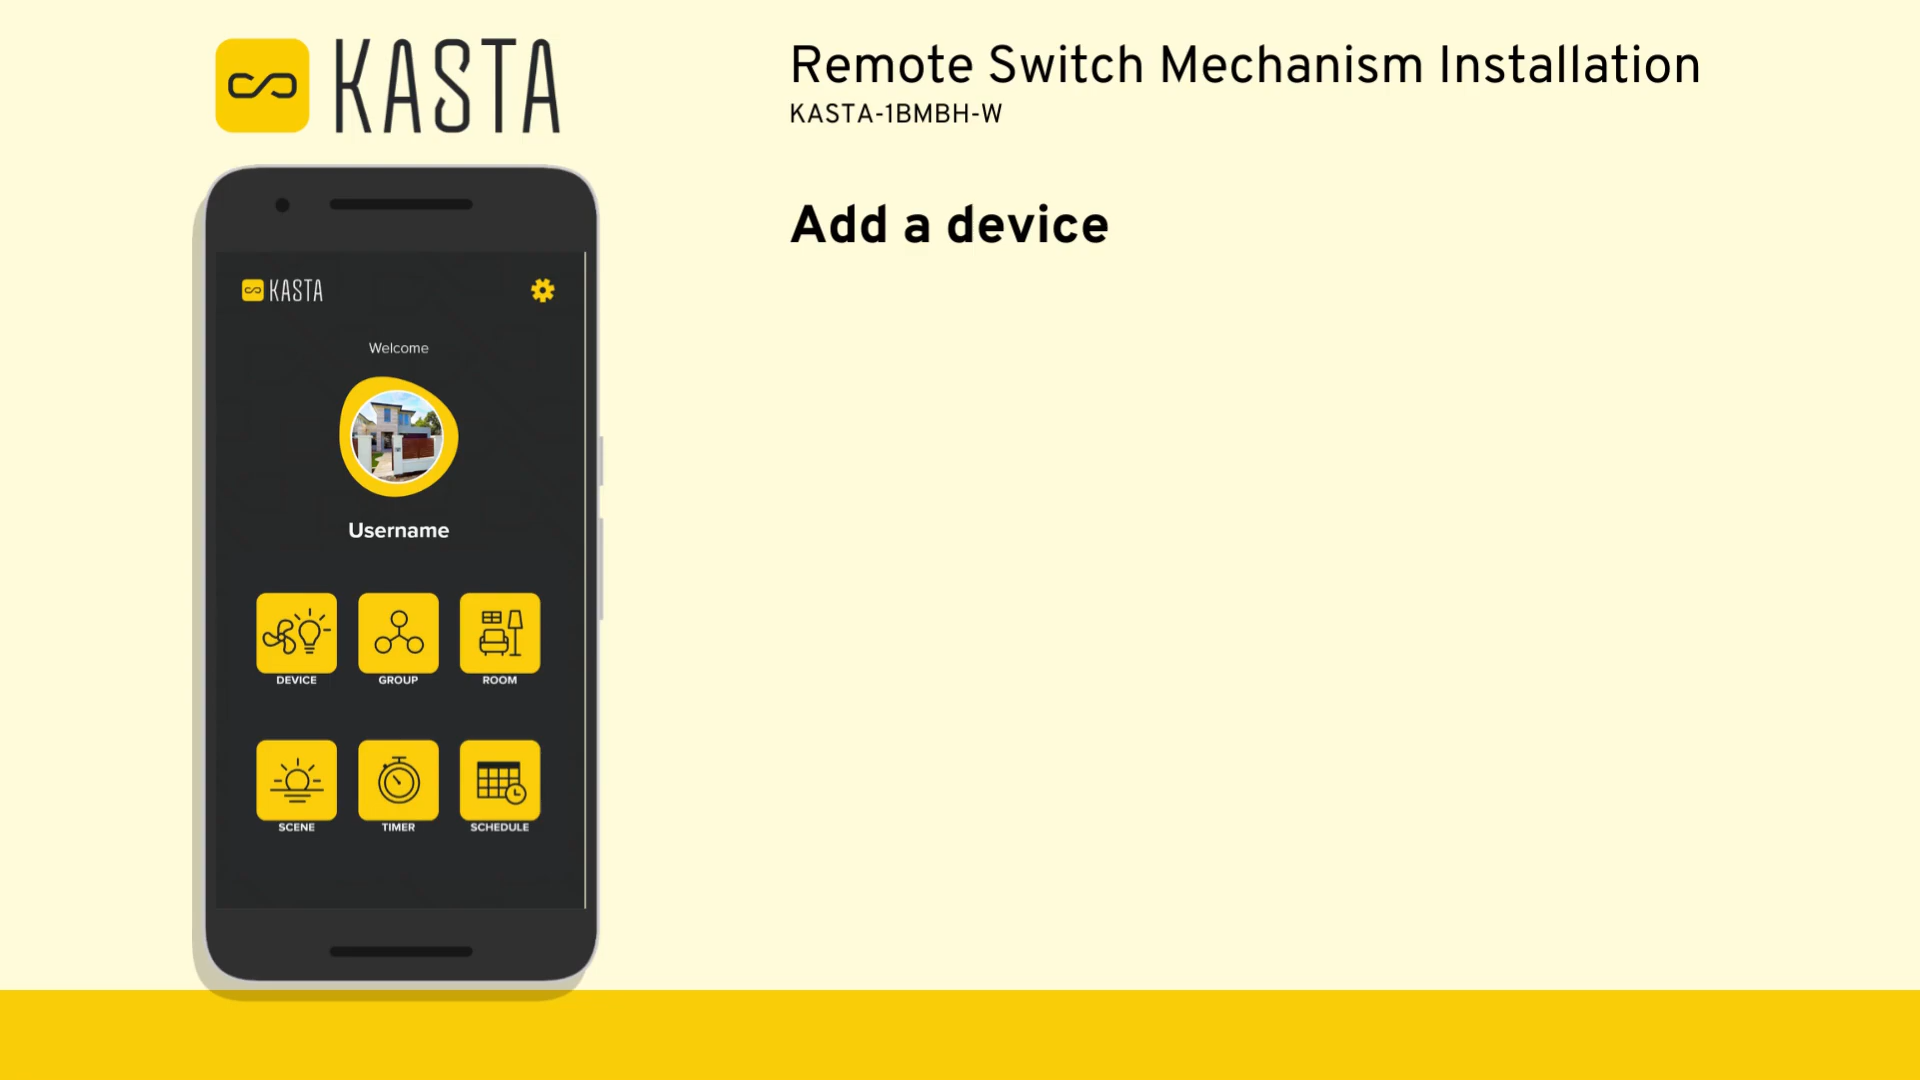 KASTA
Remote Switch Mechanism Installation
KASTA-1BMBH-W
Add a device
KASTA
Welcome
Username
DEVICE
GROUP
ROOM
SCENE
TIMER
SCHEDULE